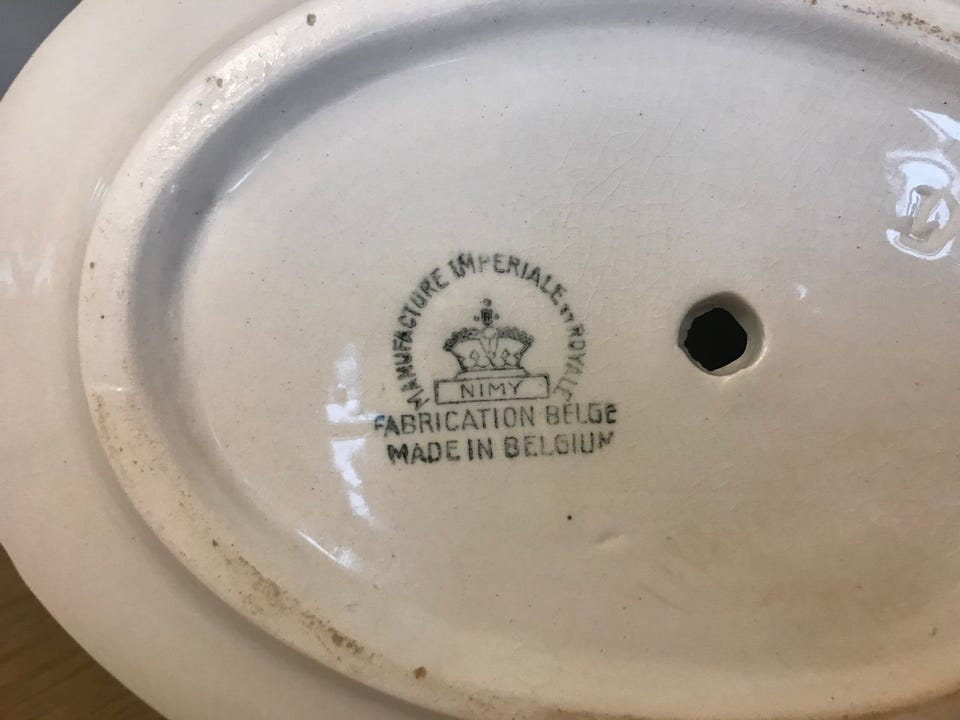 MANUFACTURE IMPERIALE ET ROYALE
NIMY
FABRICATION BELGE
MADE IN BELGIUM